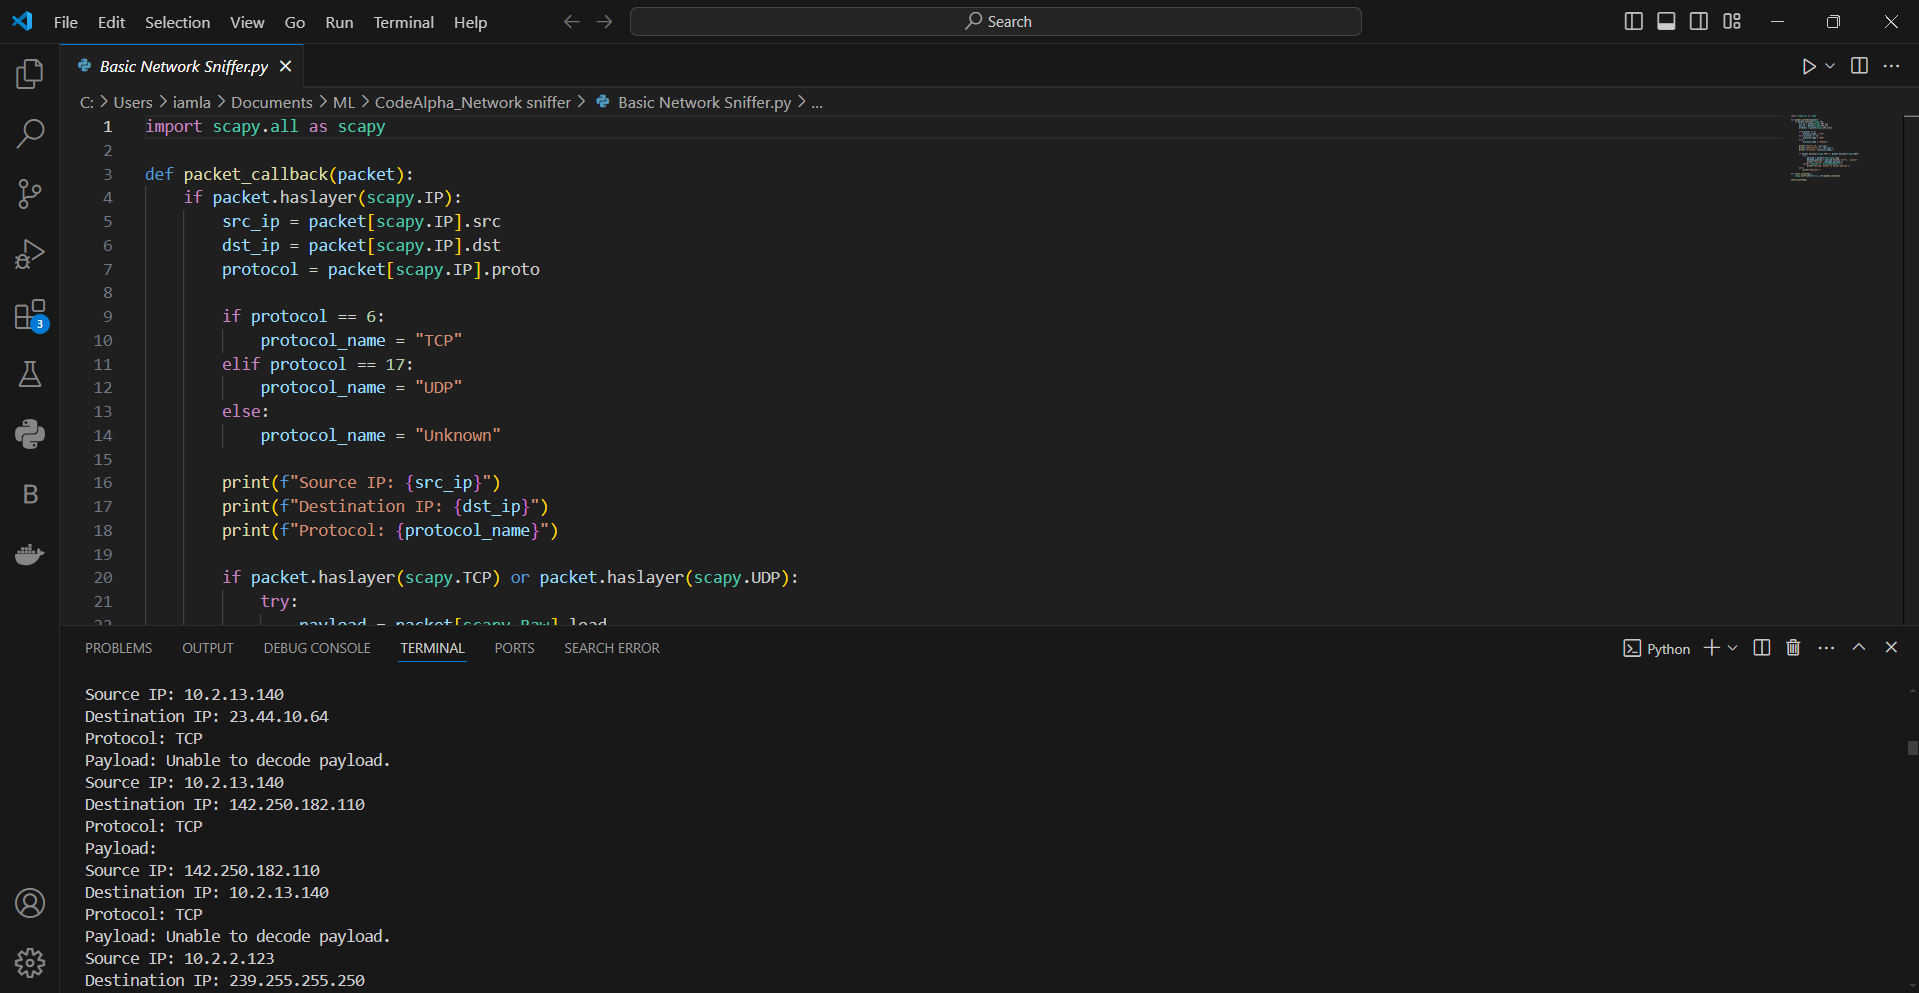 File Edit Selection View Go Run Terminal Help
Search
Basic Network Sniffer.py
C: > Users > iamla > Documents > ML > CodeAlpha_Network sniffer > Basic Network Sniffer.py > ...
1 import scapy.all as scapy
2
3 def packet_callback(packet):
4     if packet.haslayer(scapy.IP):
5         src_ip = packet[scapy.IP].src
6         dst_ip = packet[scapy.IP].dst
7         protocol = packet[scapy.IP].proto
8
9         if protocol == 6:
10             protocol_name = "TCP"
11         elif protocol == 17:
12             protocol_name = "UDP"
13         else:
14             protocol_name = "Unknown"
15
16         print(f"Source IP: {src_ip}")
17         print(f"Destination IP: {dst_ip}")
18         print(f"Protocol: {protocol_name}")
19
20         if packet.haslayer(scapy.TCP) or packet.haslayer(scapy.UDP):
21             try:
22                 payload = packet[scapy.Raw].load
3
B
PROBLEMS OUTPUT DEBUG CONSOLE TERMINAL PORTS SEARCH ERROR
Python
Source IP: 10.2.13.140
Destination IP: 23.44.10.64
Protocol: TCP
Payload: Unable to decode payload.
Source IP: 10.2.13.140
Destination IP: 142.250.182.110
Protocol: TCP
Payload:
Source IP: 142.250.182.110
Destination IP: 10.2.13.140
Protocol: TCP
Payload: Unable to decode payload.
Source IP: 10.2.2.123
Destination IP: 239.255.255.250